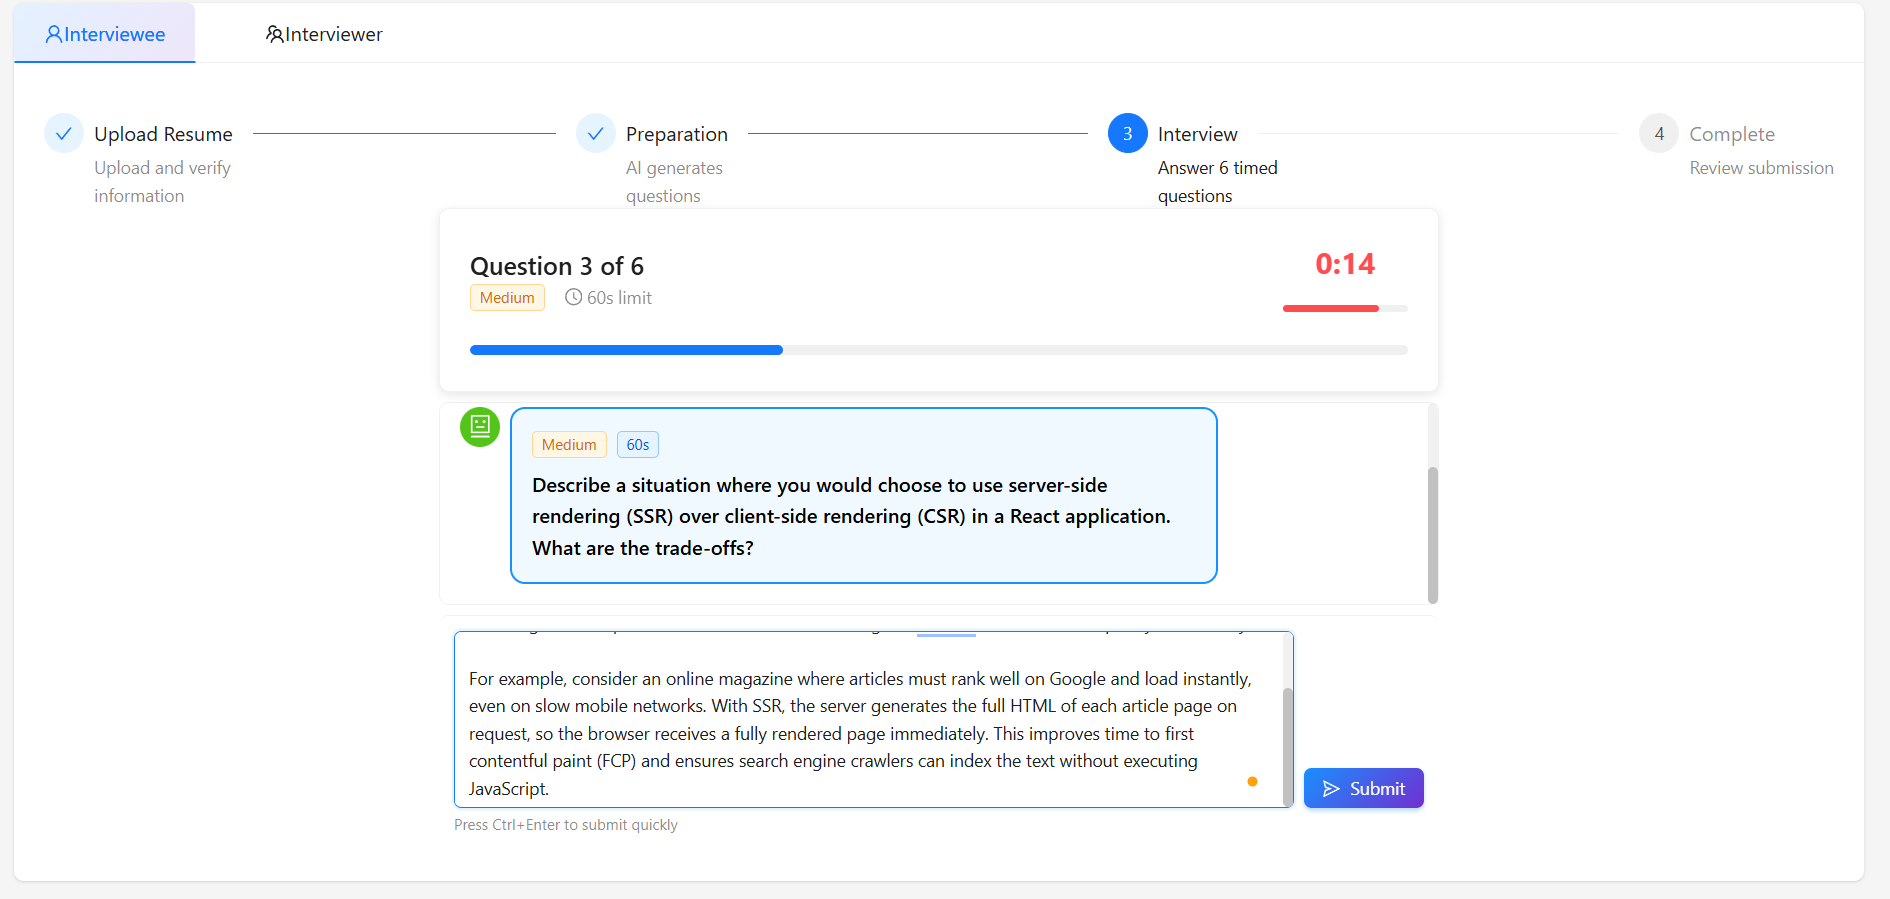 Interviewee
Interviewer
Upload Resume
Upload and verify
information
Preparation
AI generates
questions
3
Interview
Answer 6 timed
questions
4
Complete
Review submission
Question 3 of 6
0:14
Medium
60s limit
Medium
60s
Describe a situation where you would choose to use server-side
rendering (SSR) over client-side rendering (CSR) in a React application.
What are the trade-offs?
For example, consider an online magazine where articles must rank well on Google and load instantly,
even on slow mobile networks. With SSR, the server generates the full HTML of each article page on
request, so the browser receives a fully rendered page immediately. This improves time to first
contentful paint (FCP) and ensures search engine crawlers can index the text without executing
JavaScript.
Submit
Press Ctrl+Enter to submit quickly